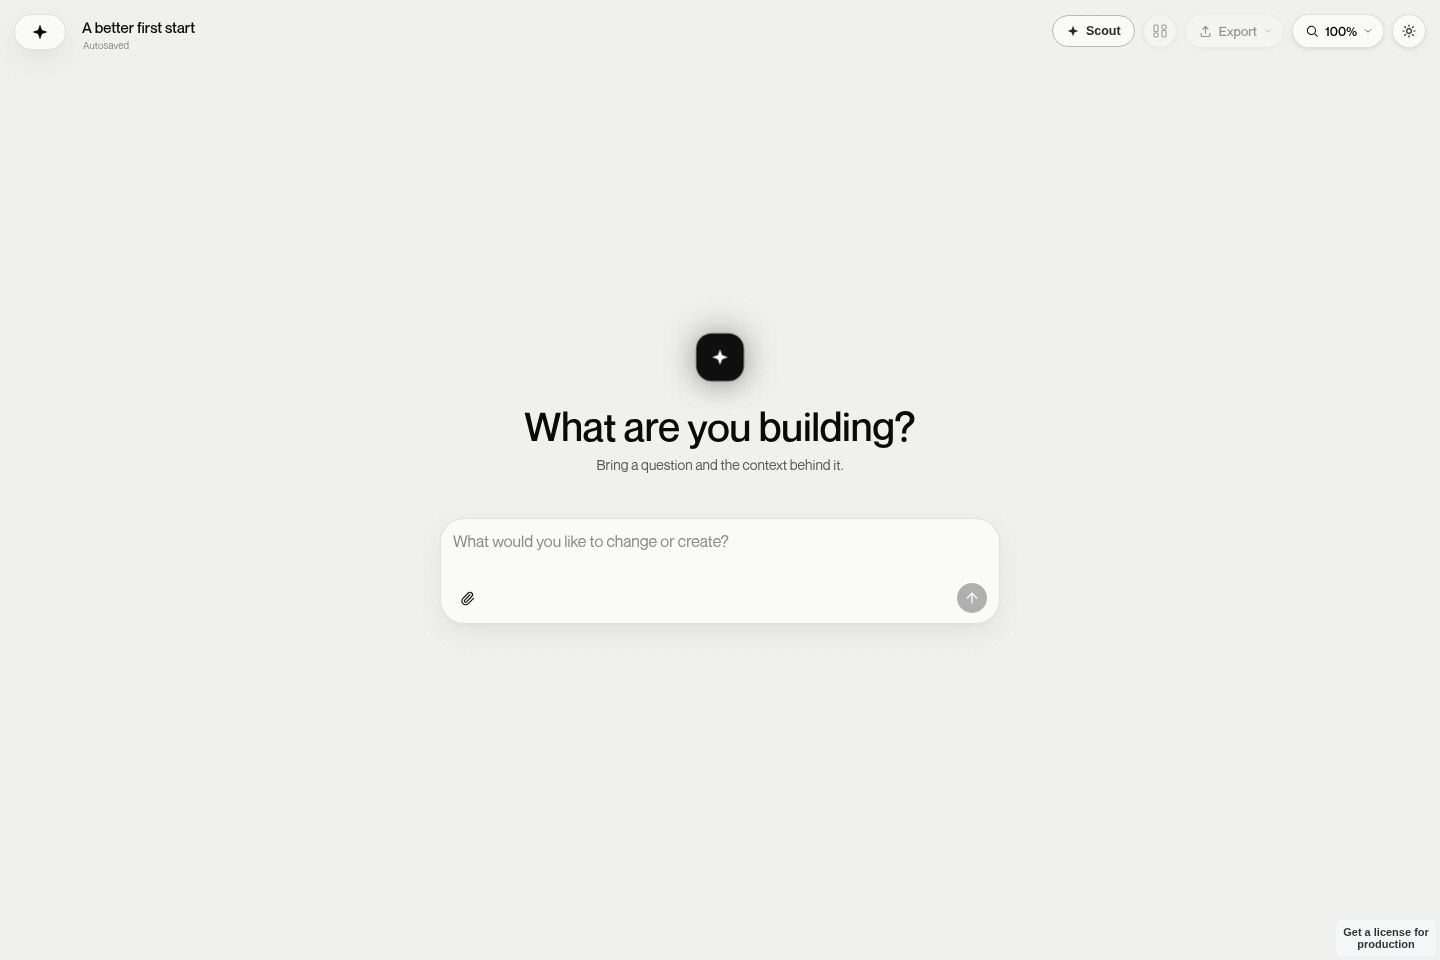 A better first start
Autosaved
Scout
Export
100%
What are you building?
Bring a question and the context behind it.
What would you like to change or create?
Get a license for
production